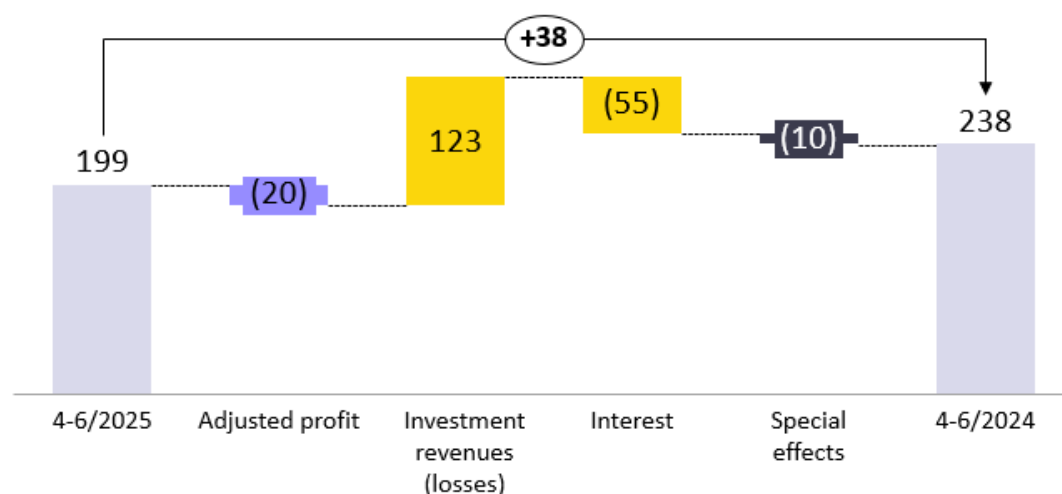 +38
199
(20)
123
(55)
(10)
238
4-6/2025
Adjusted profit
Investment
revenues
(losses)
Interest
Special
effects
4-6/2024